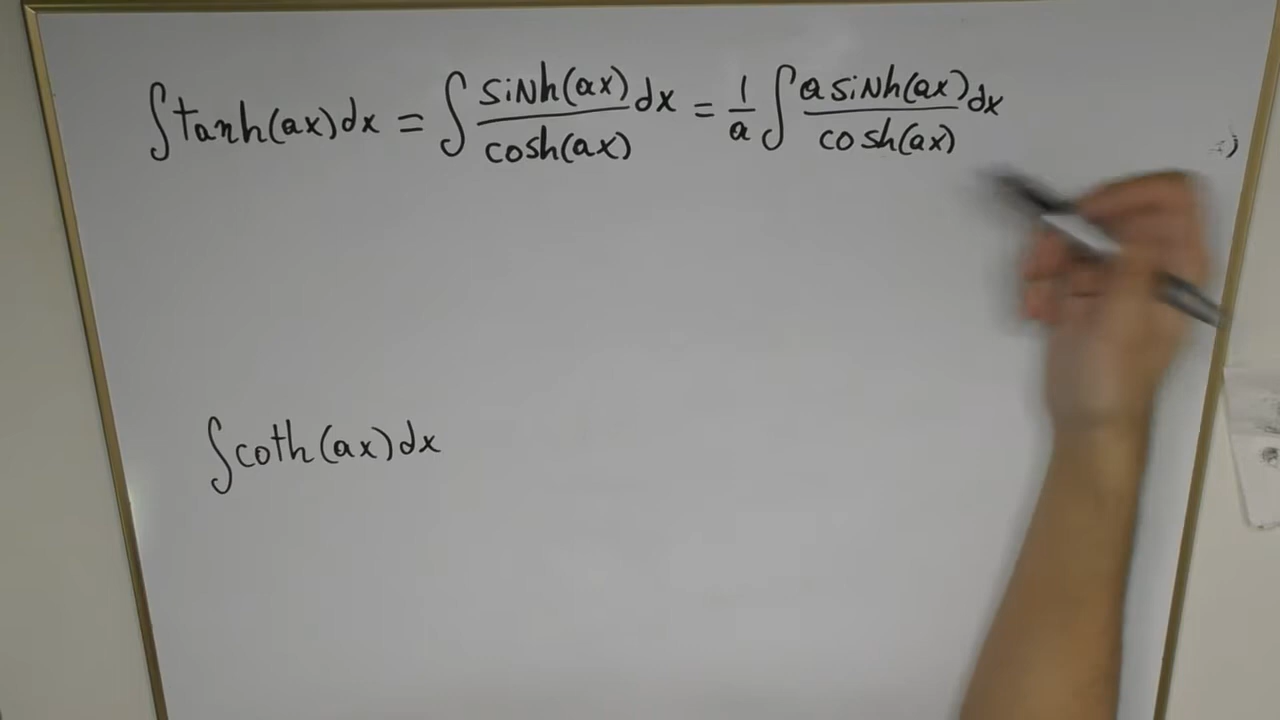 ∫tanh(ax)dx = ∫ sinh(ax)/cosh(ax) dx = 1/a ∫ a sinh(ax)/cosh(ax) dx
∫coth(ax)dx